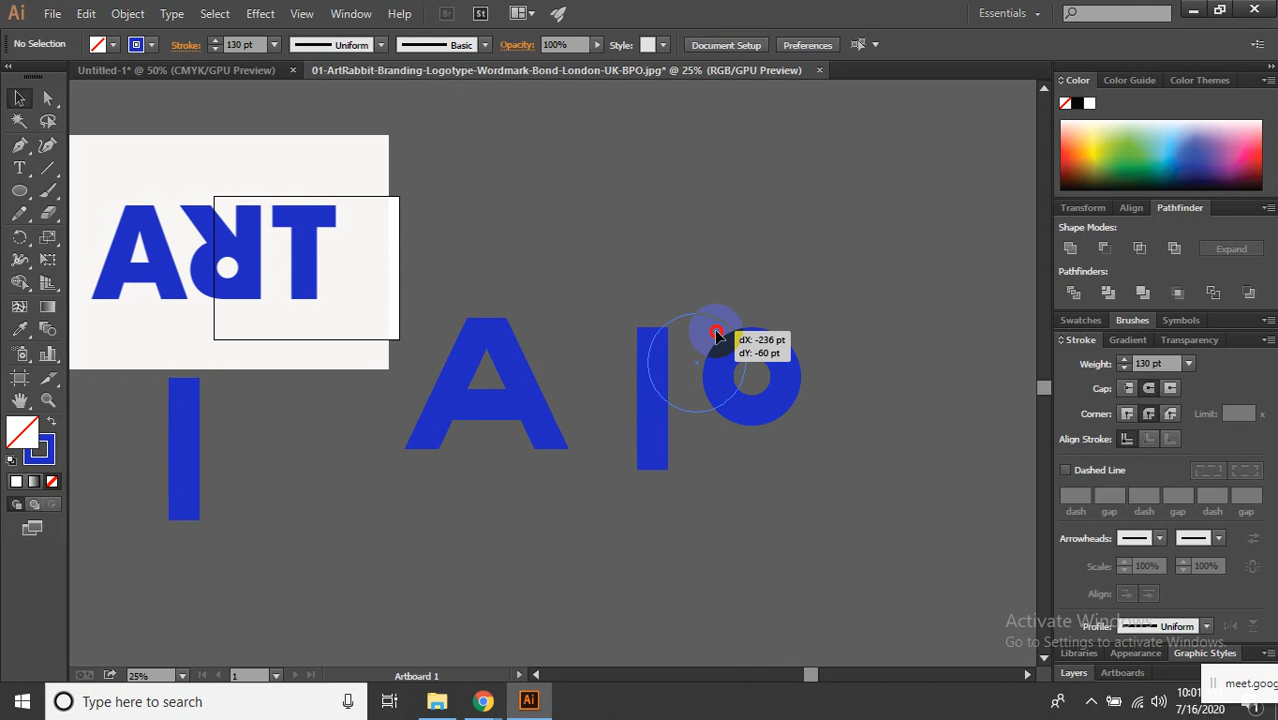 Ai File Edit Object Type Select Effect View Window Help Br St Essentials
No Selection Stroke: 130 pt Uniform Basic Opacity: 100% Style: Document Setup Preferences
Untitled-1* @ 50% (CMYK/GPU Preview) × 01-ArtRabbit-Branding-Logotype-Wordmark-Bond-London-UK-BPO.jpg* @ 25% (RGB/GPU Preview) ×
Color Color Guide Color Themes
Transform Align Pathfinder
Shape Modes:
Expand
Pathfinders:
Brushes Symbols
Stroke Gradient Transparency
Weight: 130 pt
Cap:
Corner: Limit:
Align Stroke:
Dashed Line
dash gap dash gap dash gap
Arrowheads:
Scale: 100% 100%
Align:
Profile: Uniform
Libraries Appearance Graphic Styles
Layers Artboards
ART
A
dX: -236 pt
dY: -60 pt
Activate Windows
Go to Settings to activate Windows.
25% 1 Artboard 1
meet.goog
Type here to search
Ai
10:01
7/16/2020